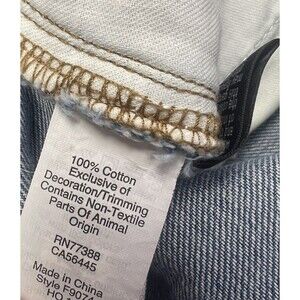 100% Cotton
Exclusive of
Decoration/Trimming
Contains Non-Textile
Parts Of Animal
Origin
RN77388
CA56445
Made in China